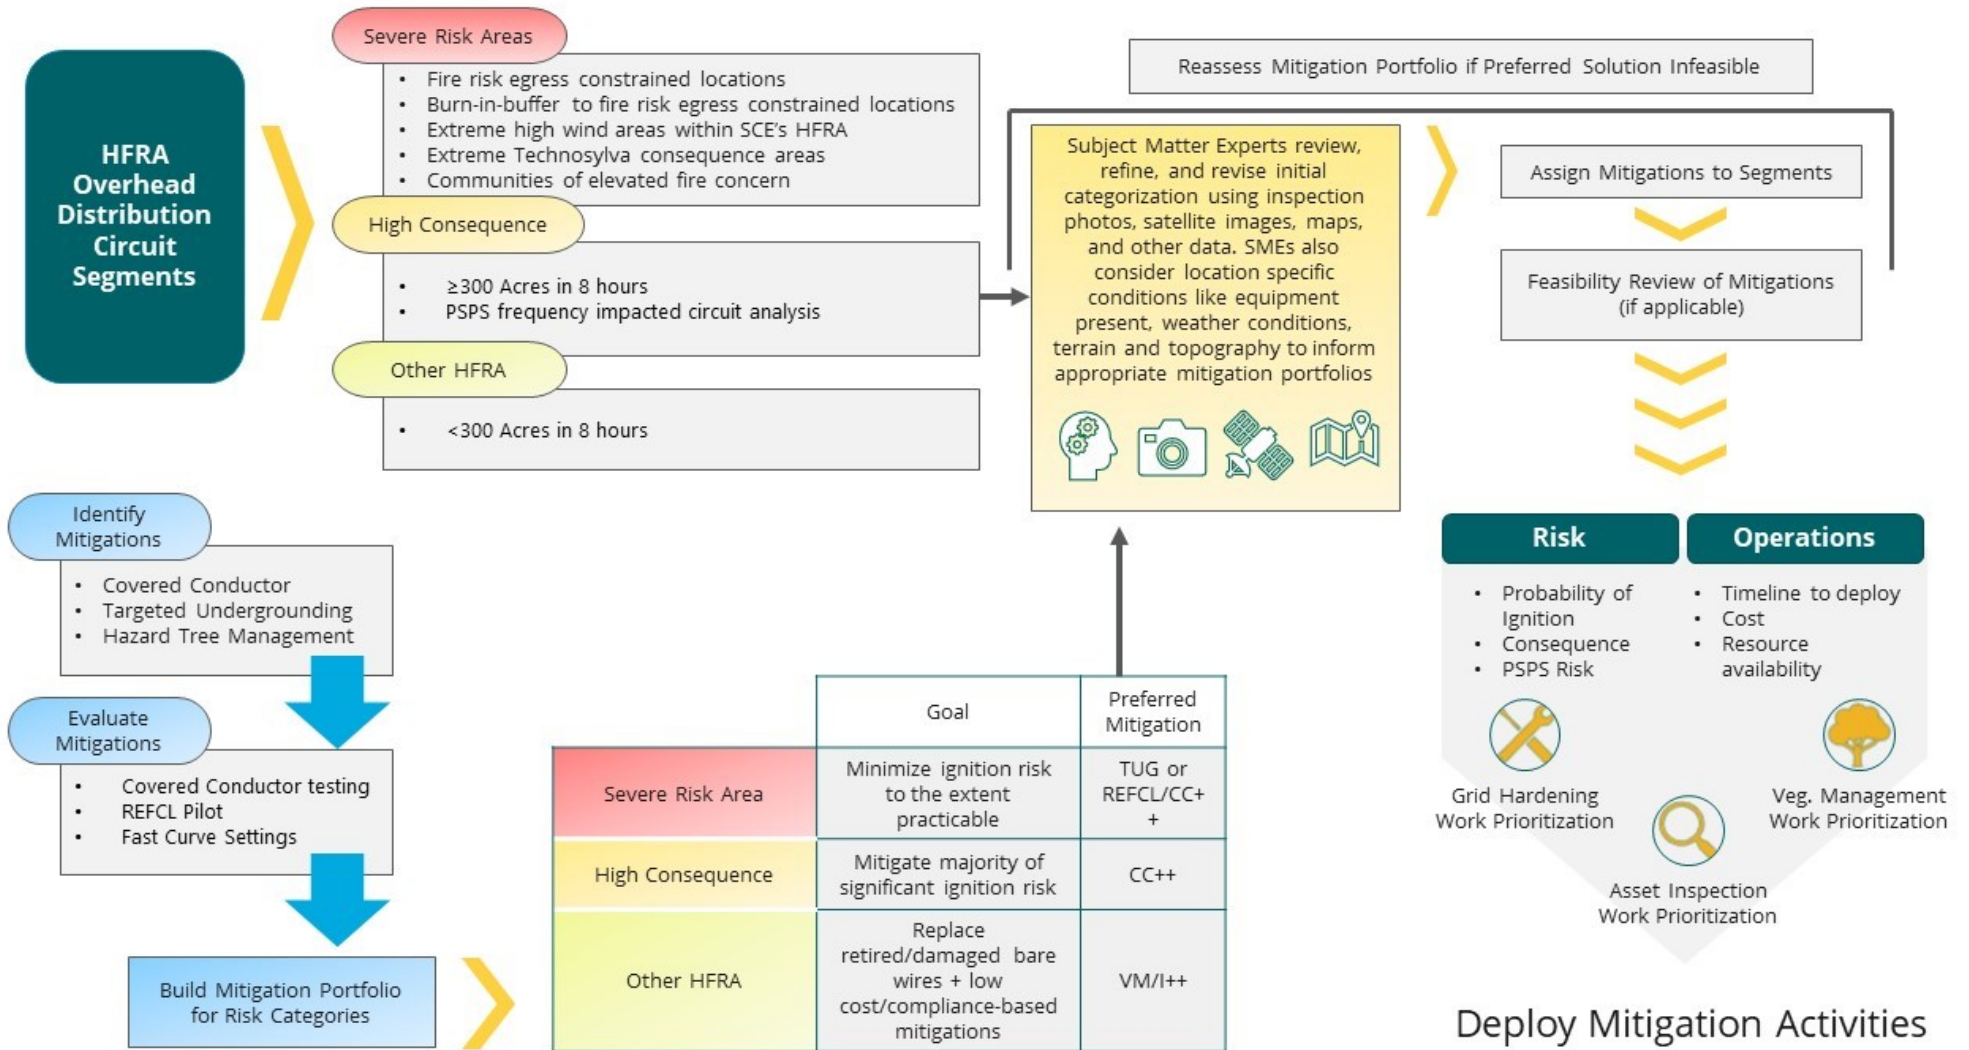 HFRA
Overhead
Distribution
Circuit
Segments
Severe Risk Areas
• Fire risk egress constrained locations
• Burn-in-buffer to fire risk egress constrained locations
• Extreme high wind areas within SCE's HFRA
• Extreme Technosylva consequence areas
• Communities of elevated fire concern
High Consequence
• ≥300 Acres in 8 hours
• PSPS frequency impacted circuit analysis
Other HFRA
• <300 Acres in 8 hours
Reassess Mitigation Portfolio if Preferred Solution Infeasible
Subject Matter Experts review,
refine, and revise initial
categorization using inspection
photos, satellite images, maps,
and other data. SMEs also
consider location specific
conditions like equipment
present, weather conditions,
terrain and topography to inform
appropriate mitigation portfolios
Assign Mitigations to Segments
Feasibility Review of Mitigations
(if applicable)
Identify
Mitigations
• Covered Conductor
• Targeted Undergrounding
• Hazard Tree Management
Evaluate
Mitigations
• Covered Conductor testing
• REFCL Pilot
• Fast Curve Settings
Build Mitigation Portfolio
for Risk Categories
Goal
Preferred
Mitigation
Severe Risk Area
Minimize ignition risk
to the extent
practicable
TUG or
REFCL/CC+
+
High Consequence
Mitigate majority of
significant ignition risk
CC++
Other HFRA
Replace
retired/damaged bare
wires + low
cost/compliance-based
mitigations
VM/I++
Risk
• Probability of
Ignition
• Consequence
• PSPS Risk
Operations
• Timeline to deploy
• Cost
• Resource
availability
Grid Hardening
Work Prioritization
Veg. Management
Work Prioritization
Asset Inspection
Work Prioritization
Deploy Mitigation Activities